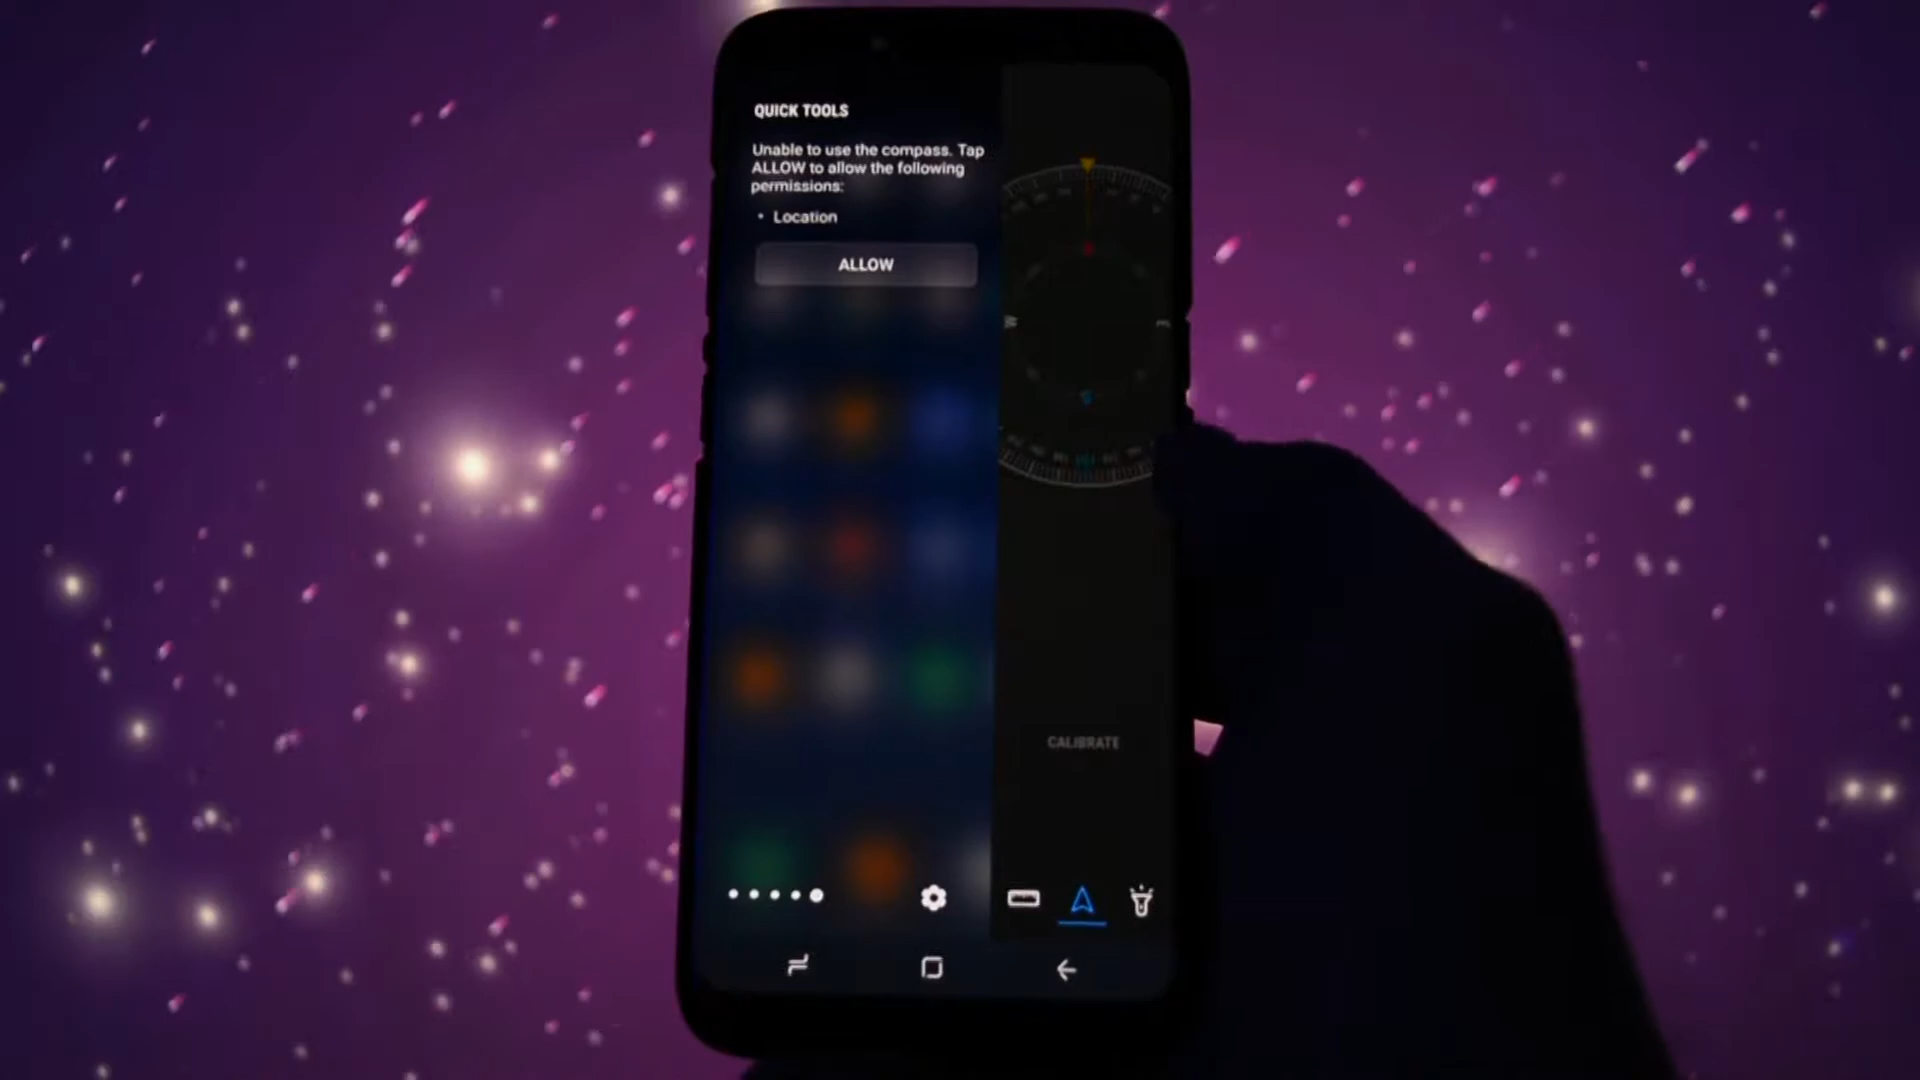 QUICK TOOLS
Unable to use the compass. Tap
ALLOW to allow the following
permissions:
• Location
ALLOW
W
CALIBRATE